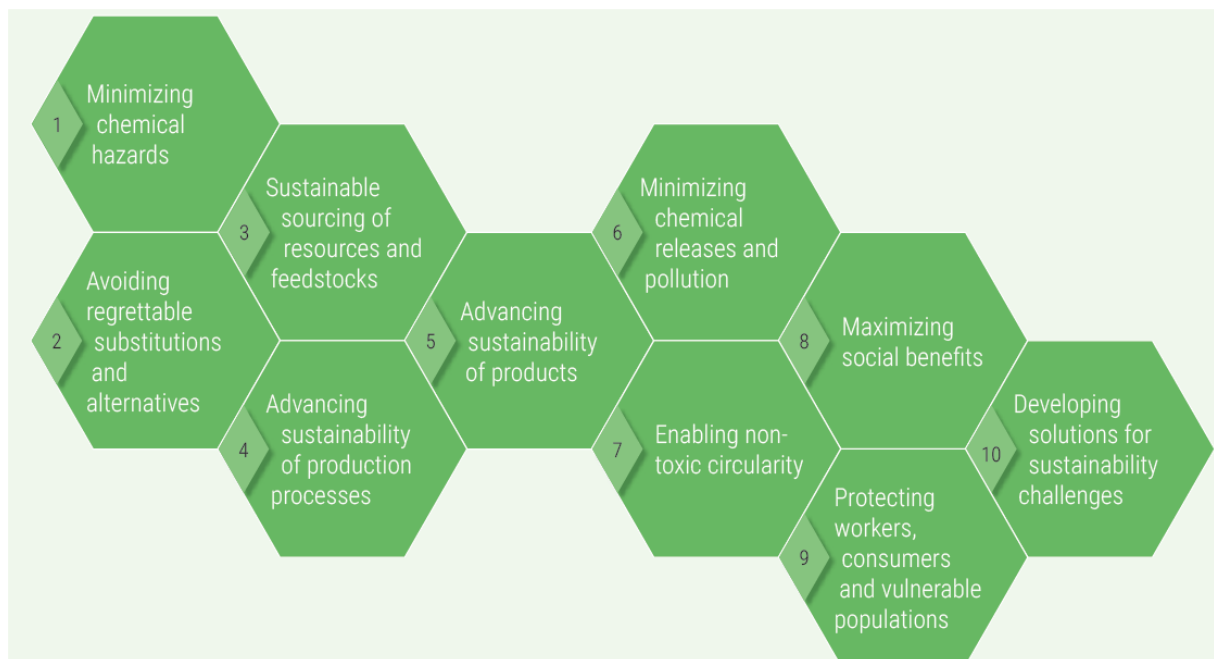 1
Minimizing
chemical
hazards
2
Avoiding
regrettable
substitutions
and
alternatives
3
Sustainable
sourcing of
resources and
feedstocks
4
Advancing
sustainability
of production
processes
5
Advancing
sustainability
of products
6
Minimizing
chemical
releases and
pollution
7
Enabling non-
toxic circularity
8
Maximizing
social benefits
9
Protecting
workers,
consumers
and vulnerable
populations
10
Developing
solutions for
sustainability
challenges